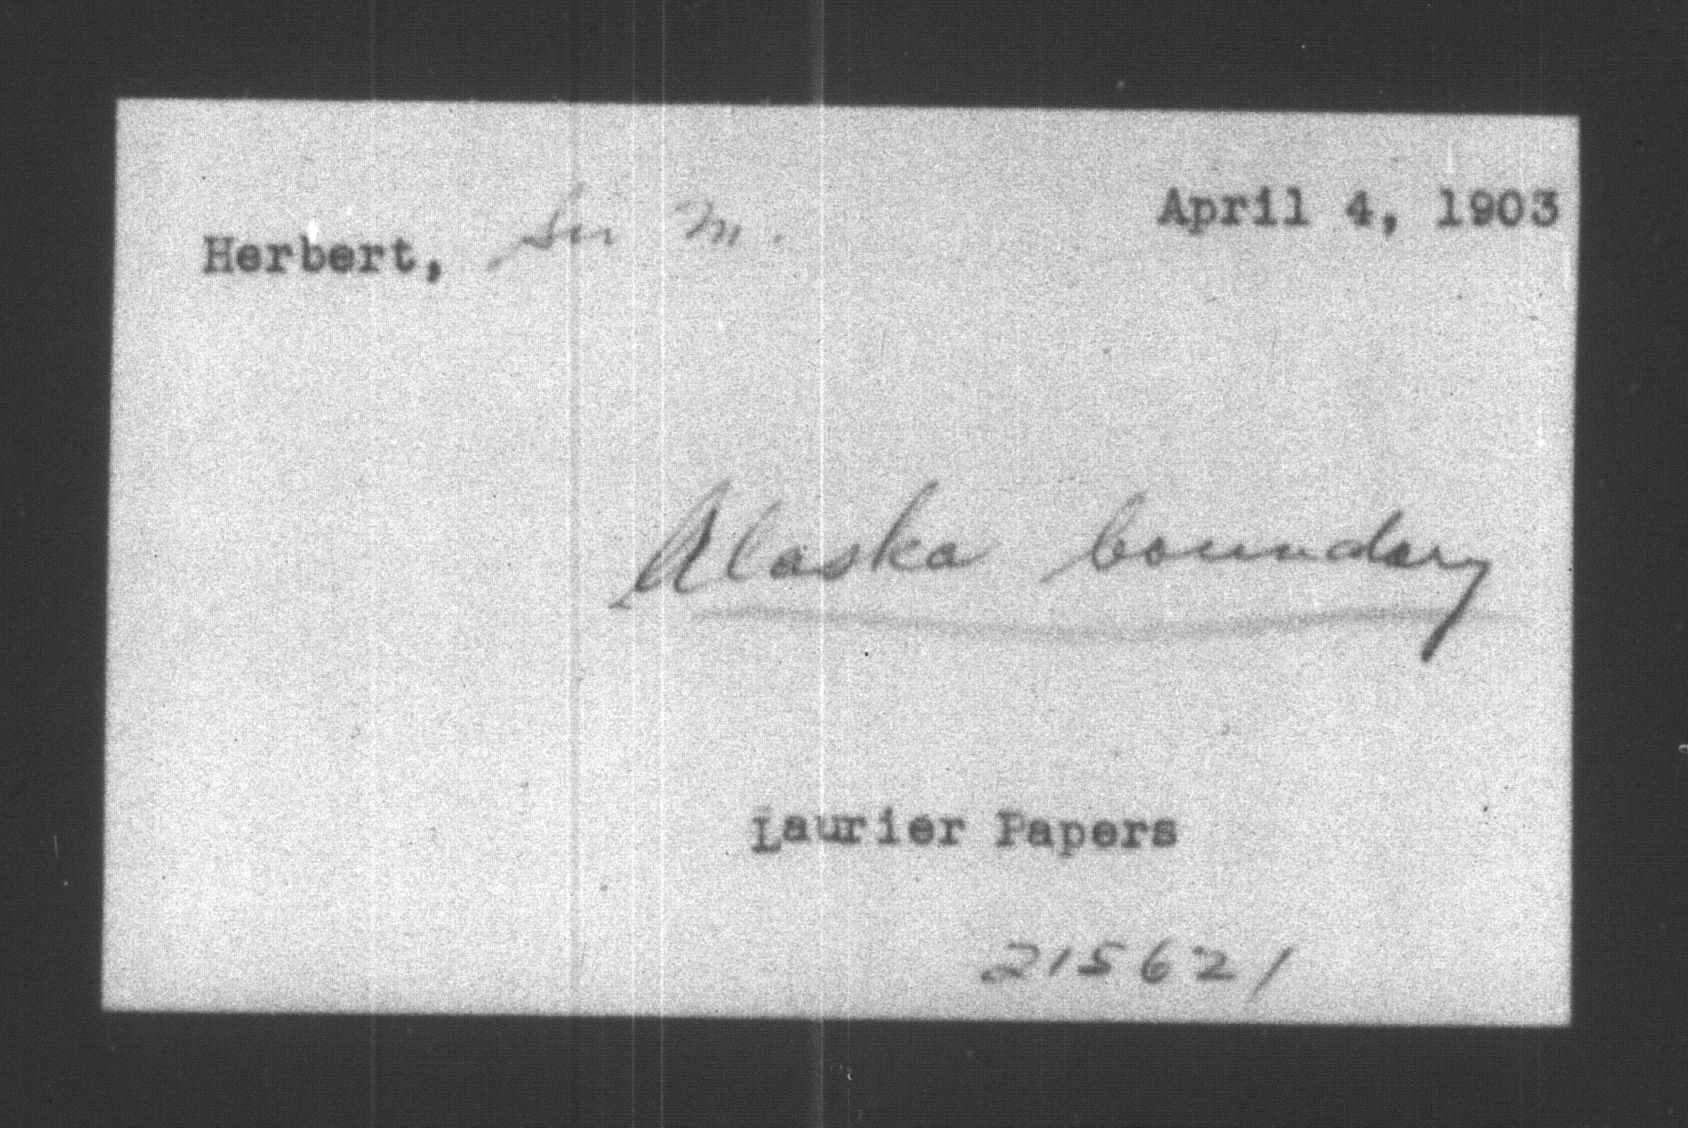 April 4, 1903
Herbert, Sir M.
Alaska boundary
Laurier Papers
215621